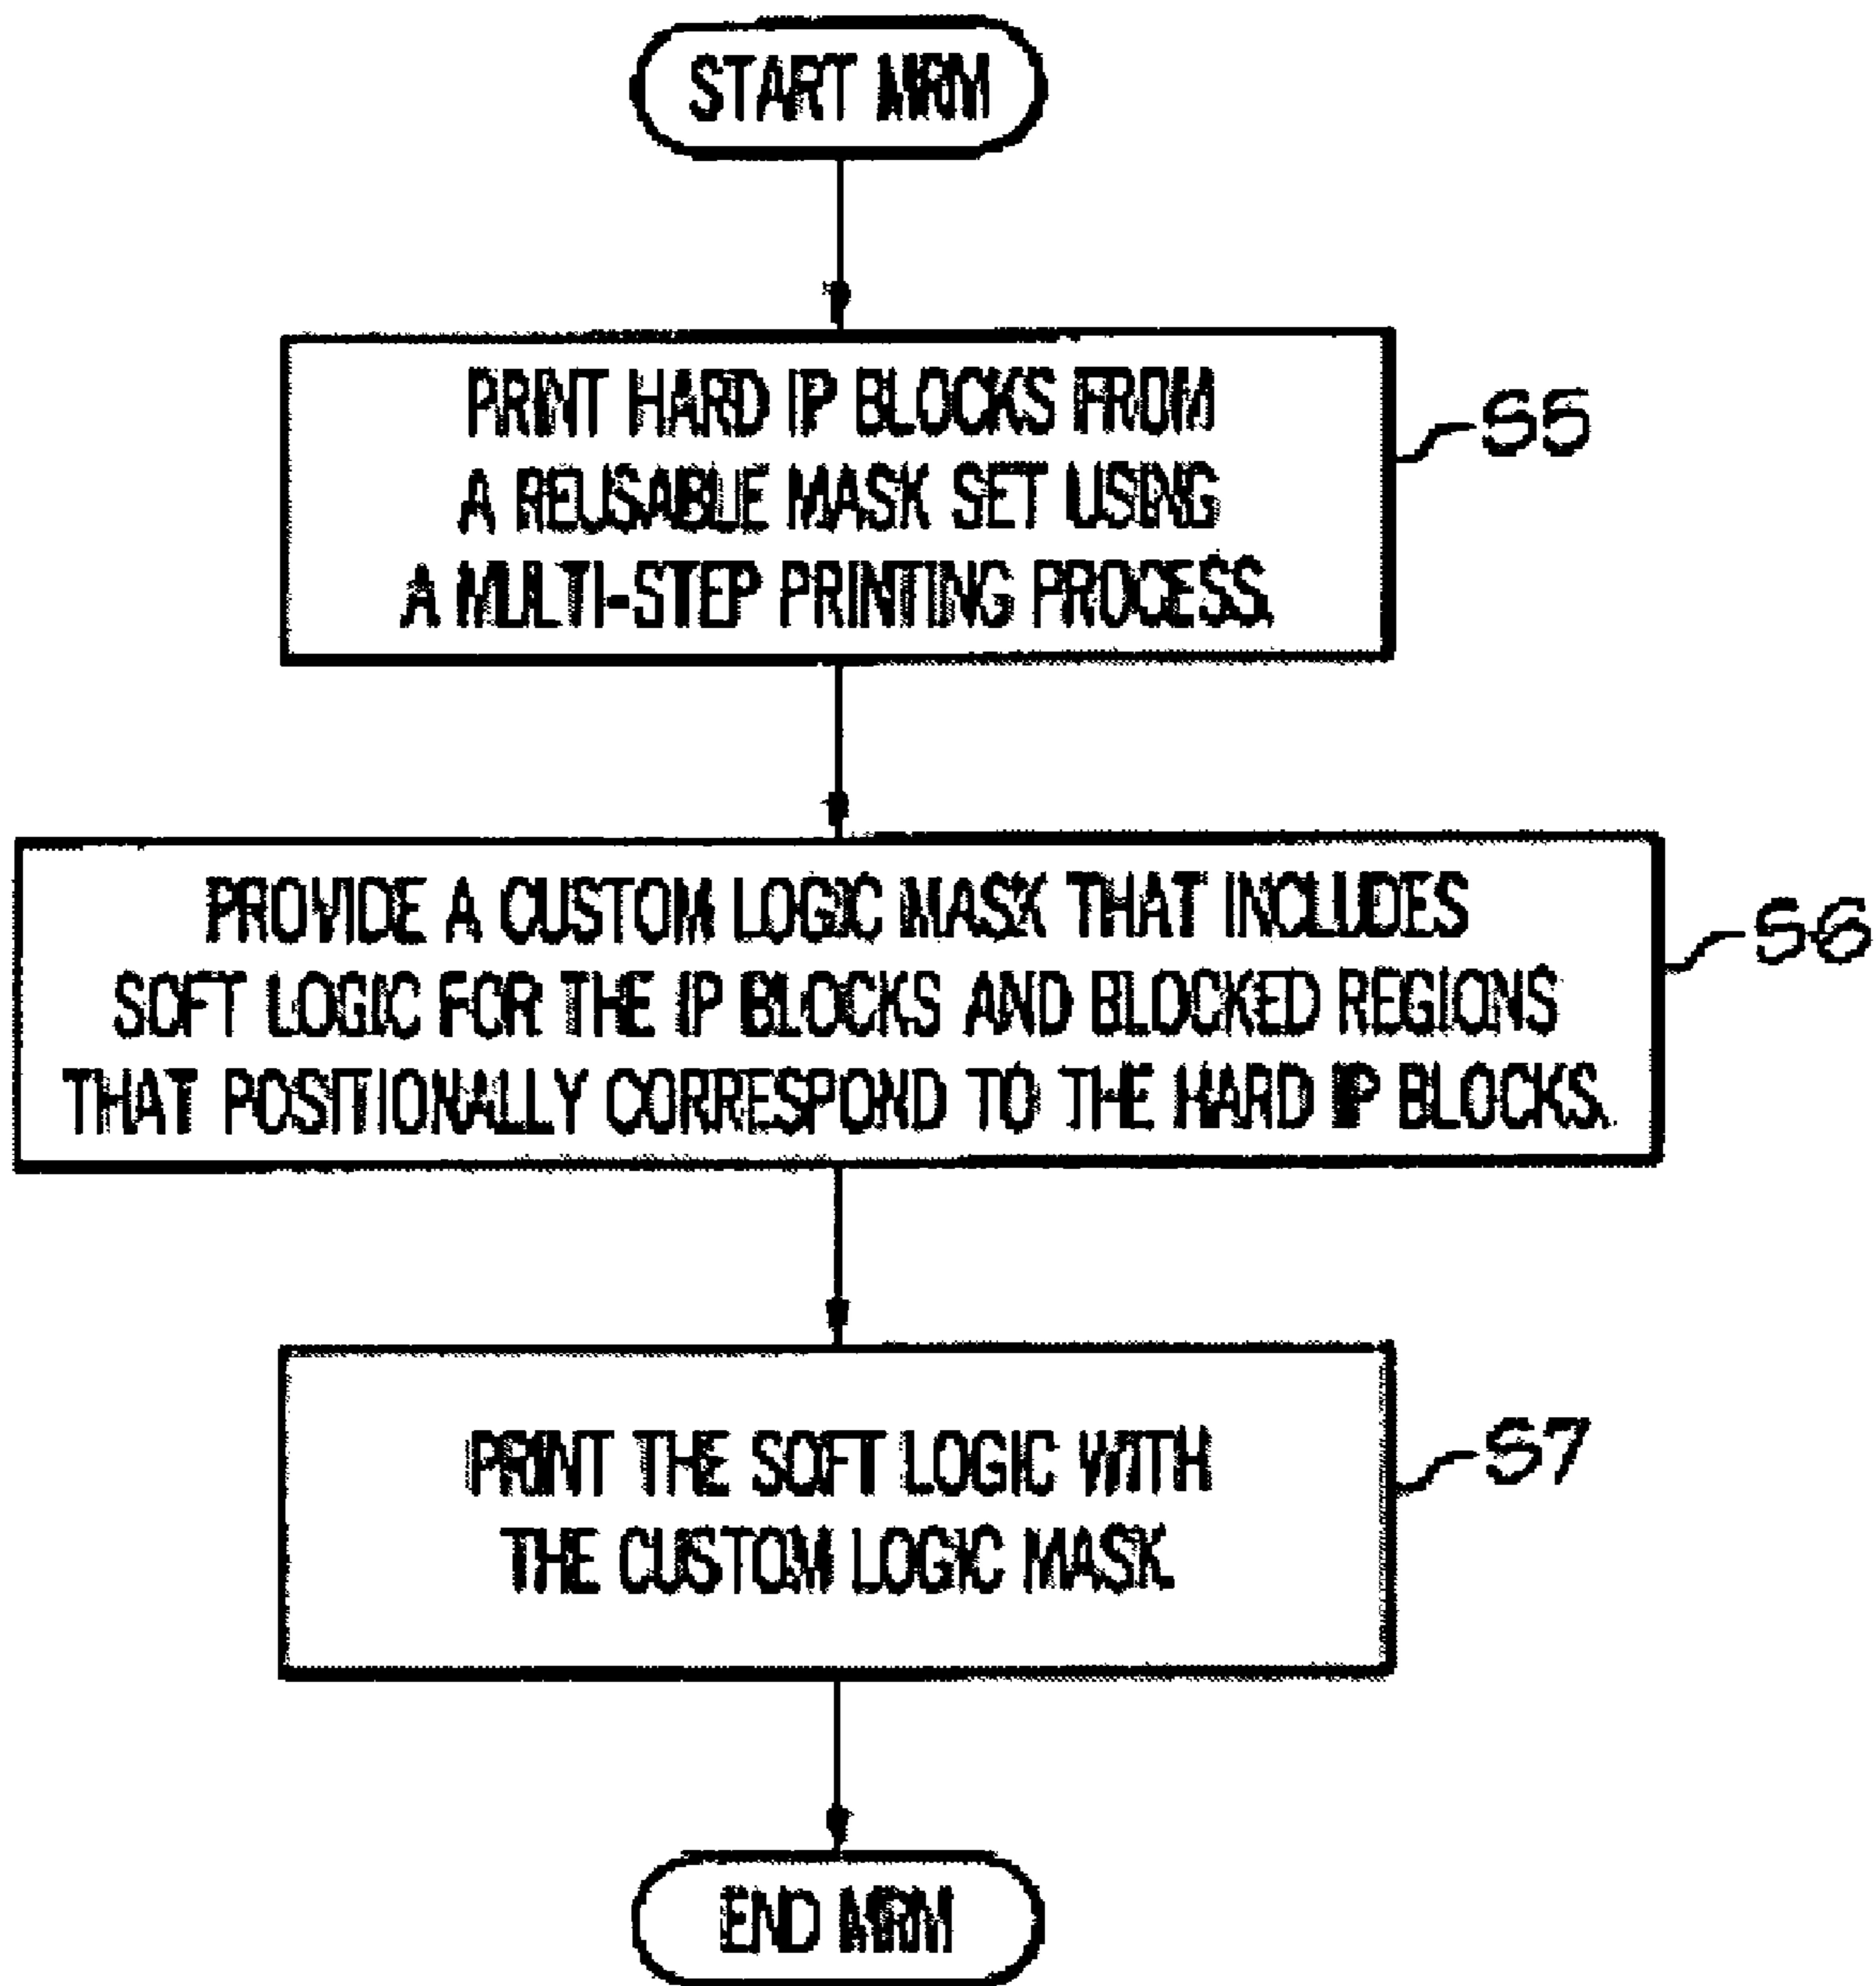 START
PRINT HARD IP BLOCKS FROM
A REUSABLE MASK SET USING
A MULTI-STEP PRINTING PROCESS.
S5
PROVIDE A CUSTOM LOGIC MASK THAT INCLUDES
SOFT LOGIC FOR THE IP BLOCKS AND BLOCKED REGIONS
THAT POSITIONALLY CORRESPOND TO THE HARD IP BLOCKS.
S6
PRINT THE SOFT LOGIC WITH
THE CUSTOM LOGIC MASK.
S7
END